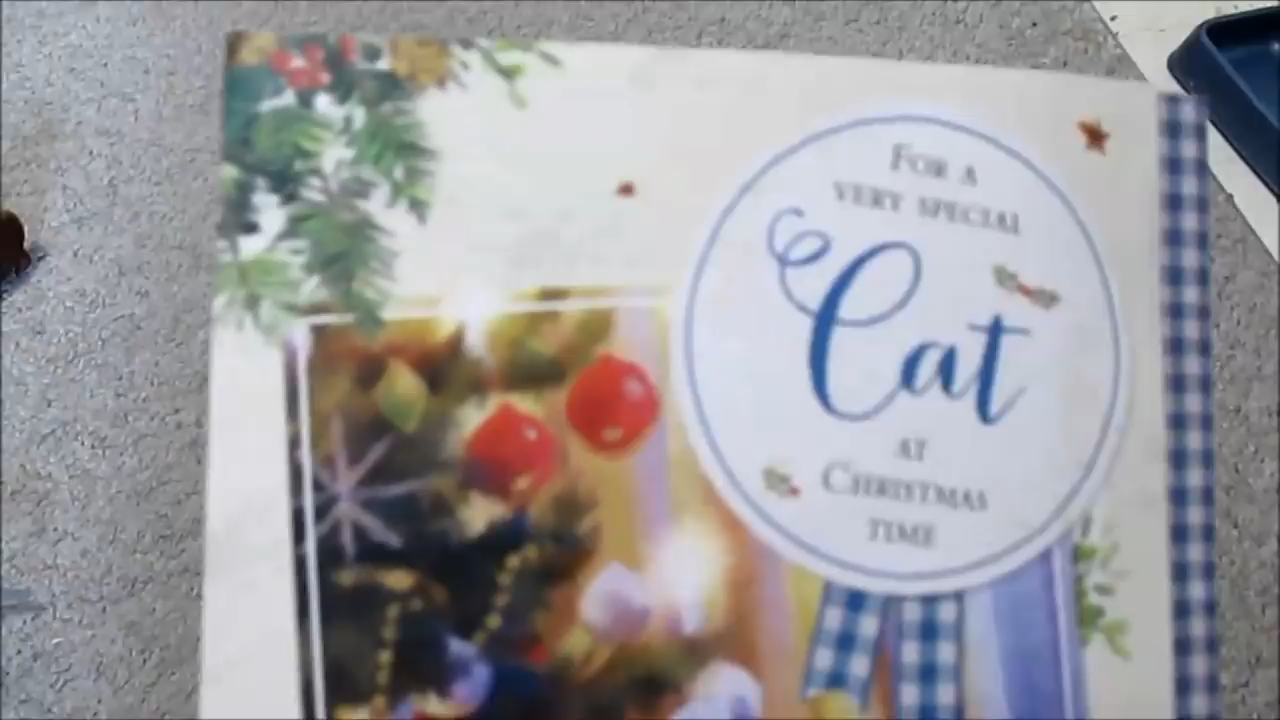 FOR A
VERY SPECIAL
Cat
AT
CHRISTMAS
TIME